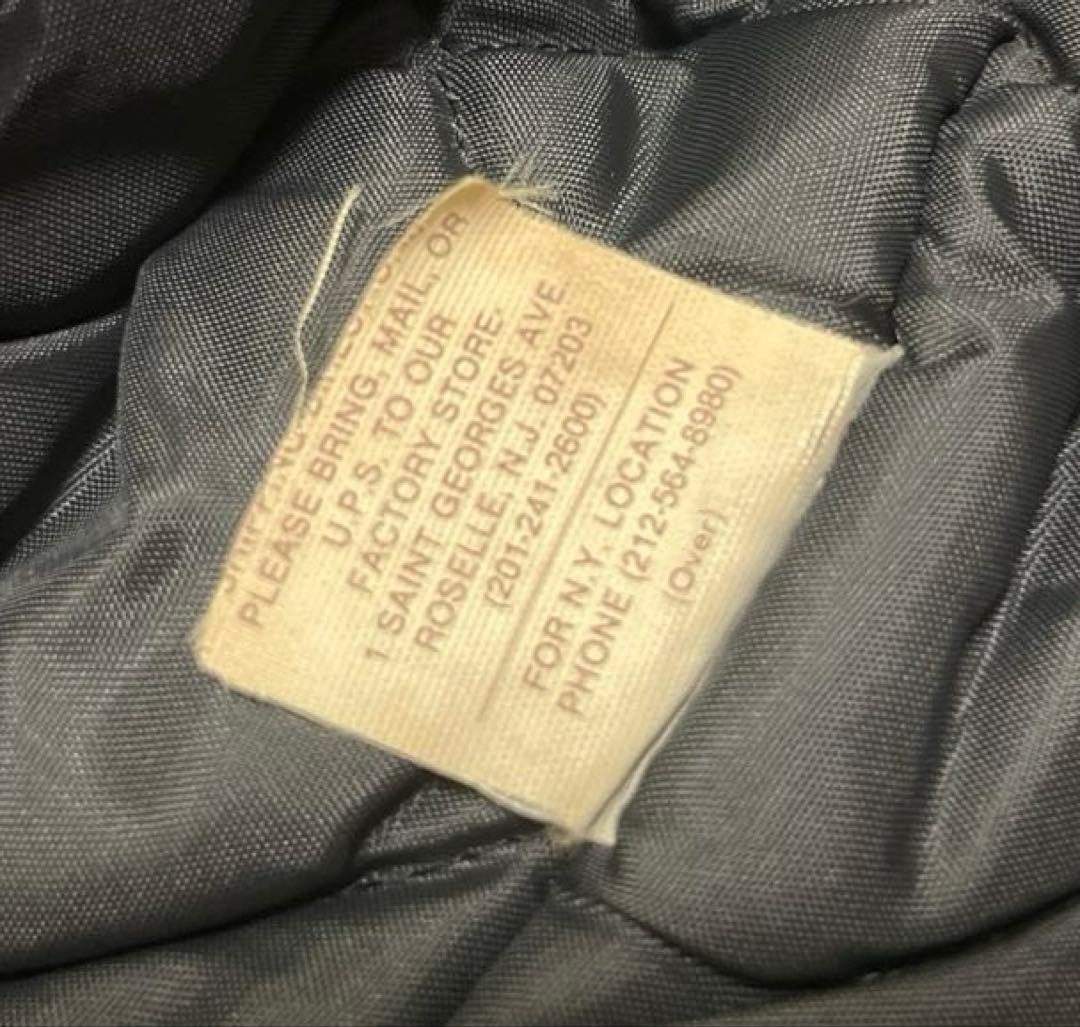 PLEASE BRING, MAIL, OR
U.P.S. TO OUR
FACTORY STORE-
1 SAINT GEORGES AVE.
ROSELLE, N.J. 07203
(201-241-2600)
FOR N.Y. LOCATION
PHONE (212-564-8980)
(Over)